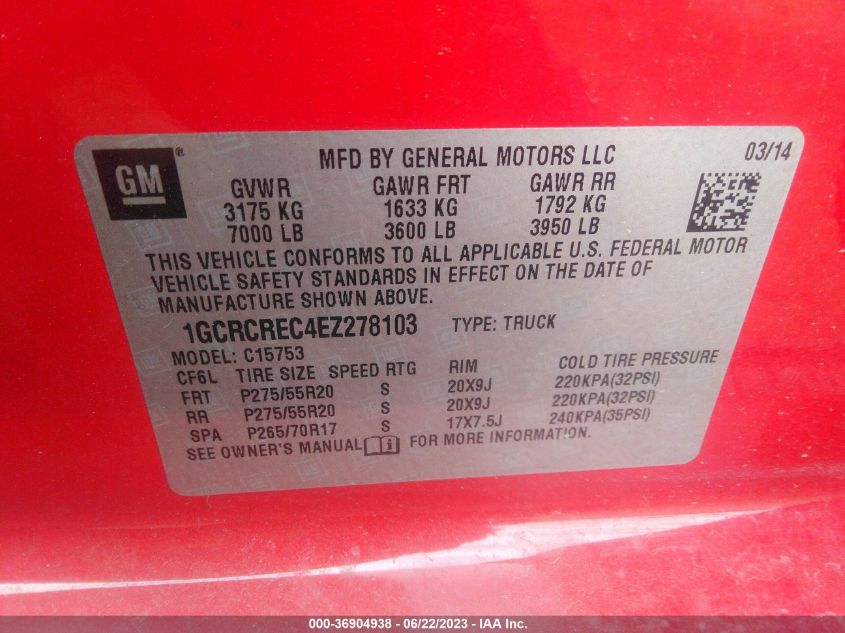 GM®
MFD BY GENERAL MOTORS LLC 03/14
GVWR GAWR FRT GAWR RR
3175 KG 1633 KG 1792 KG
7000 LB 3600 LB 3950 LB
THIS VEHICLE CONFORMS TO ALL APPLICABLE U.S. FEDERAL MOTOR
VEHICLE SAFETY STANDARDS IN EFFECT ON THE DATE OF
MANUFACTURE SHOWN ABOVE.
1GCRCREC4EZ278103 TYPE: TRUCK
MODEL: C15753
CF6L TIRE SIZE SPEED RTG RIM COLD TIRE PRESSURE
FRT P275/55R20 S 20X9J 220KPA(32PSI)
RR P275/55R20 S 20X9J 220KPA(32PSI)
SPA P265/70R17 S 17X7.5J 240KPA(35PSI)
SEE OWNER'S MANUAL FOR MORE INFORMATION.
000-36904938 - 06/22/2023 - IAA Inc.